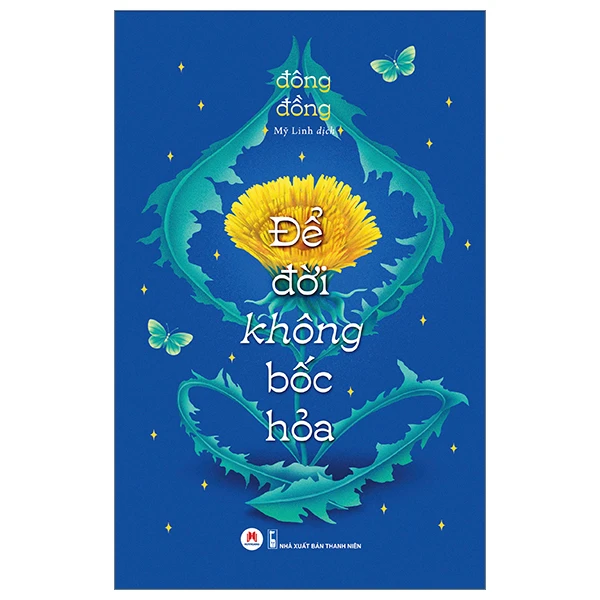 đông
đồng
Mỹ Linh dịch
Để
đời
không
bốc
hỏa
NHÀ XUẤT BẢN THANH NIÊN